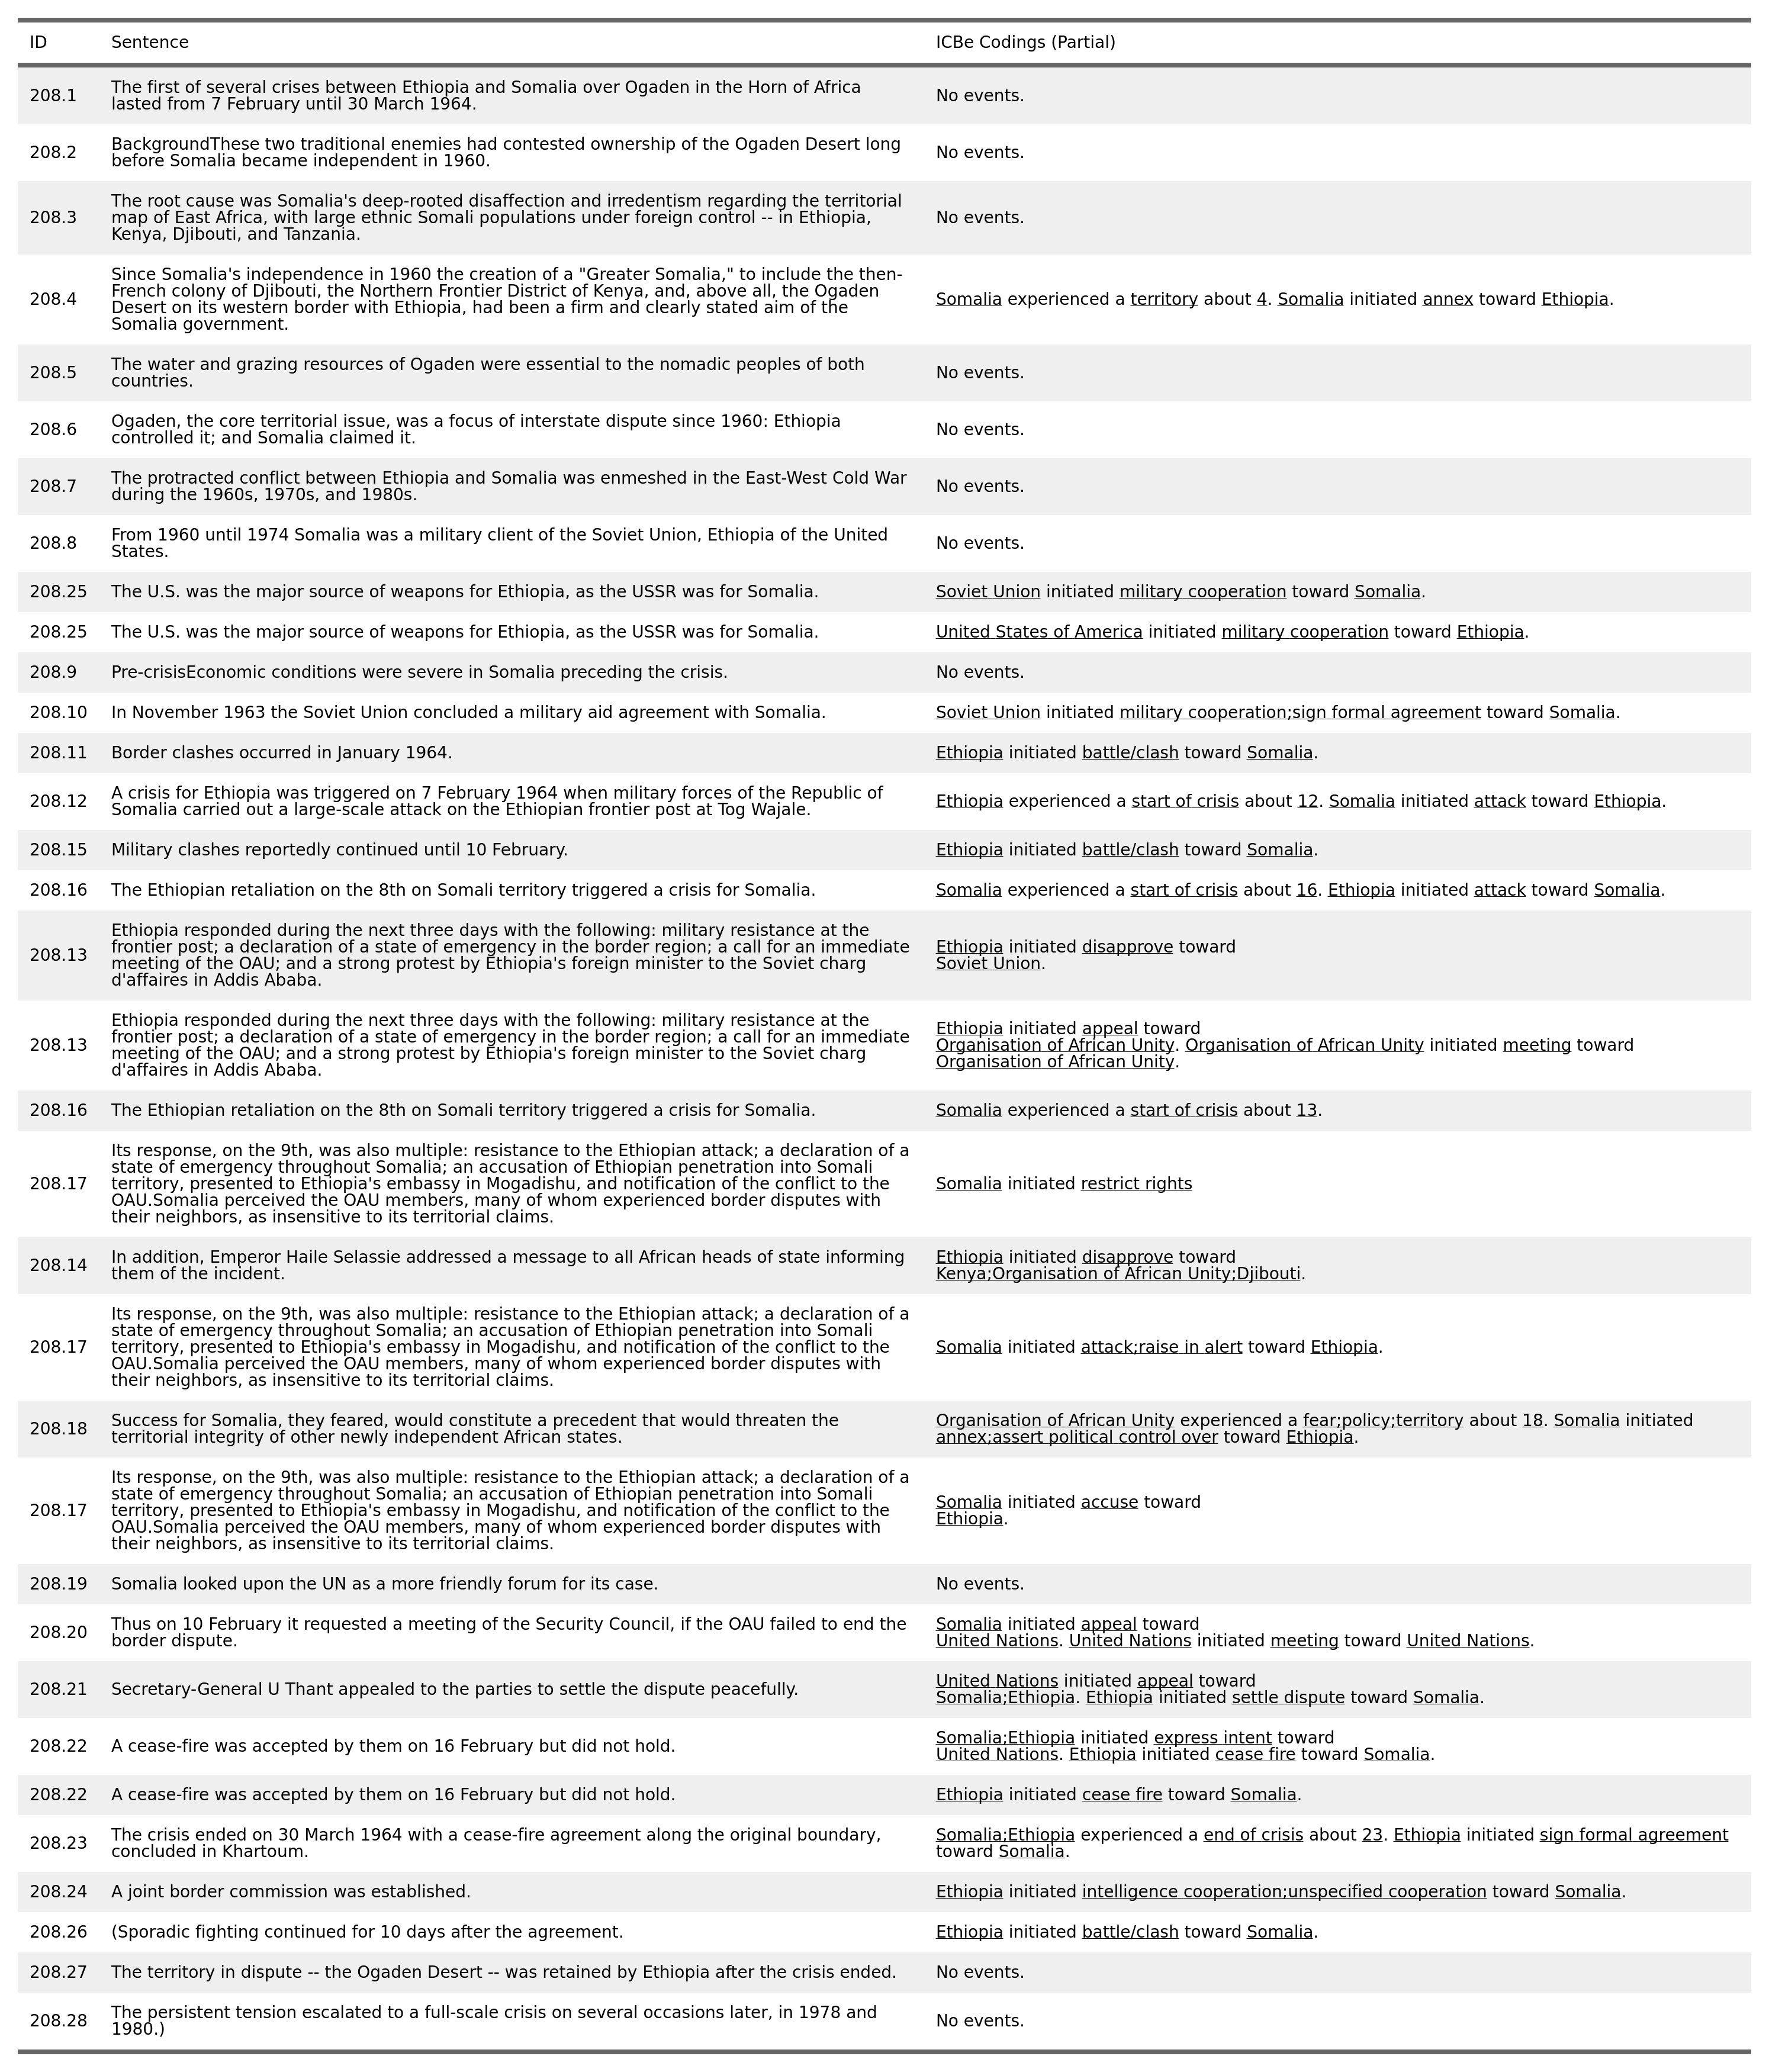 ID Sentence ICBe Codings (Partial)
208.1 The first of several crises between Ethiopia and Somalia over Ogaden in the Horn of Africa
lasted from 7 February until 30 March 1964. No events.
208.2 BackgroundThese two traditional enemies had contested ownership of the Ogaden Desert long
before Somalia became independent in 1960. No events.
208.3 The root cause was Somalia's deep-rooted disaffection and irredentism regarding the territorial
map of East Africa, with large ethnic Somali populations under foreign control -- in Ethiopia,
Kenya, Djibouti, and Tanzania. No events.
208.4 Since Somalia's independence in 1960 the creation of a "Greater Somalia," to include the then-
French colony of Djibouti, the Northern Frontier District of Kenya, and, above all, the Ogaden
Desert on its western border with Ethiopia, had been a firm and clearly stated aim of the
Somalia government. Somalia experienced a territory about 4. Somalia initiated annex toward Ethiopia.
208.5 The water and grazing resources of Ogaden were essential to the nomadic peoples of both
countries. No events.
208.6 Ogaden, the core territorial issue, was a focus of interstate dispute since 1960: Ethiopia
controlled it; and Somalia claimed it. No events.
208.7 The protracted conflict between Ethiopia and Somalia was enmeshed in the East-West Cold War
during the 1960s, 1970s, and 1980s. No events.
208.8 From 1960 until 1974 Somalia was a military client of the Soviet Union, Ethiopia of the United
States. No events.
208.25 The U.S. was the major source of weapons for Ethiopia, as the USSR was for Somalia. Soviet Union initiated military cooperation toward Somalia.
208.25 The U.S. was the major source of weapons for Ethiopia, as the USSR was for Somalia. United States of America initiated military cooperation toward Ethiopia.
208.9 Pre-crisisEconomic conditions were severe in Somalia preceding the crisis. No events.
208.10 In November 1963 the Soviet Union concluded a military aid agreement with Somalia. Soviet Union initiated military cooperation;sign formal agreement toward Somalia.
208.11 Border clashes occurred in January 1964. Ethiopia initiated battle/clash toward Somalia.
208.12 A crisis for Ethiopia was triggered on 7 February 1964 when military forces of the Republic of
Somalia carried out a large-scale attack on the Ethiopian frontier post at Tog Wajale. Ethiopia experienced a start of crisis about 12. Somalia initiated attack toward Ethiopia.
208.15 Military clashes reportedly continued until 10 February. Ethiopia initiated battle/clash toward Somalia.
208.16 The Ethiopian retaliation on the 8th on Somali territory triggered a crisis for Somalia. Somalia experienced a start of crisis about 16. Ethiopia initiated attack toward Somalia.
208.13 Ethiopia responded during the next three days with the following: military resistance at the
frontier post; a declaration of a state of emergency in the border region; a call for an immediate
meeting of the OAU; and a strong protest by Ethiopia's foreign minister to the Soviet charg
d'affaires in Addis Ababa. Ethiopia initiated disapprove toward
Soviet Union.
208.13 Ethiopia responded during the next three days with the following: military resistance at the
frontier post; a declaration of a state of emergency in the border region; a call for an immediate
meeting of the OAU; and a strong protest by Ethiopia's foreign minister to the Soviet charg
d'affaires in Addis Ababa. Ethiopia initiated appeal toward
Organisation of African Unity. Organisation of African Unity initiated meeting toward
Organisation of African Unity.
208.16 The Ethiopian retaliation on the 8th on Somali territory triggered a crisis for Somalia. Somalia experienced a start of crisis about 13.
208.17 Its response, on the 9th, was also multiple: resistance to the Ethiopian attack; a declaration of a
state of emergency throughout Somalia; an accusation of Ethiopian penetration into Somali
territory, presented to Ethiopia's embassy in Mogadishu, and notification of the conflict to the
OAU.Somalia perceived the OAU members, many of whom experienced border disputes with
their neighbors, as insensitive to its territorial claims. Somalia initiated restrict rights
208.14 In addition, Emperor Haile Selassie addressed a message to all African heads of state informing
them of the incident. Ethiopia initiated disapprove toward
Kenya;Organisation of African Unity;Djibouti.
208.17 Its response, on the 9th, was also multiple: resistance to the Ethiopian attack; a declaration of a
state of emergency throughout Somalia; an accusation of Ethiopian penetration into Somali
territory, presented to Ethiopia's embassy in Mogadishu, and notification of the conflict to the
OAU.Somalia perceived the OAU members, many of whom experienced border disputes with
their neighbors, as insensitive to its territorial claims. Somalia initiated attack;raise in alert toward Ethiopia.
208.18 Success for Somalia, they feared, would constitute a precedent that would threaten the
territorial integrity of other newly independent African states. Organisation of African Unity experienced a fear;policy;territory about 18. Somalia initiated
annex;assert political control over toward Ethiopia.
208.17 Its response, on the 9th, was also multiple: resistance to the Ethiopian attack; a declaration of a
state of emergency throughout Somalia; an accusation of Ethiopian penetration into Somali
territory, presented to Ethiopia's embassy in Mogadishu, and notification of the conflict to the
OAU.Somalia perceived the OAU members, many of whom experienced border disputes with
their neighbors, as insensitive to its territorial claims. Somalia initiated accuse toward
Ethiopia.
208.19 Somalia looked upon the UN as a more friendly forum for its case. No events.
208.20 Thus on 10 February it requested a meeting of the Security Council, if the OAU failed to end the
border dispute. Somalia initiated appeal toward
United Nations. United Nations initiated meeting toward United Nations.
208.21 Secretary-General U Thant appealed to the parties to settle the dispute peacefully. United Nations initiated appeal toward
Somalia;Ethiopia. Ethiopia initiated settle dispute toward Somalia.
208.22 A cease-fire was accepted by them on 16 February but did not hold. Somalia;Ethiopia initiated express intent toward
United Nations. Ethiopia initiated cease fire toward Somalia.
208.22 A cease-fire was accepted by them on 16 February but did not hold. Ethiopia initiated cease fire toward Somalia.
208.23 The crisis ended on 30 March 1964 with a cease-fire agreement along the original boundary,
concluded in Khartoum. Somalia;Ethiopia experienced a end of crisis about 23. Ethiopia initiated sign formal agreement
toward Somalia.
208.24 A joint border commission was established. Ethiopia initiated intelligence cooperation;unspecified cooperation toward Somalia.
208.26 (Sporadic fighting continued for 10 days after the agreement. Ethiopia initiated battle/clash toward Somalia.
208.27 The territory in dispute -- the Ogaden Desert -- was retained by Ethiopia after the crisis ended. No events.
208.28 The persistent tension escalated to a full-scale crisis on several occasions later, in 1978 and
1980.) No events.